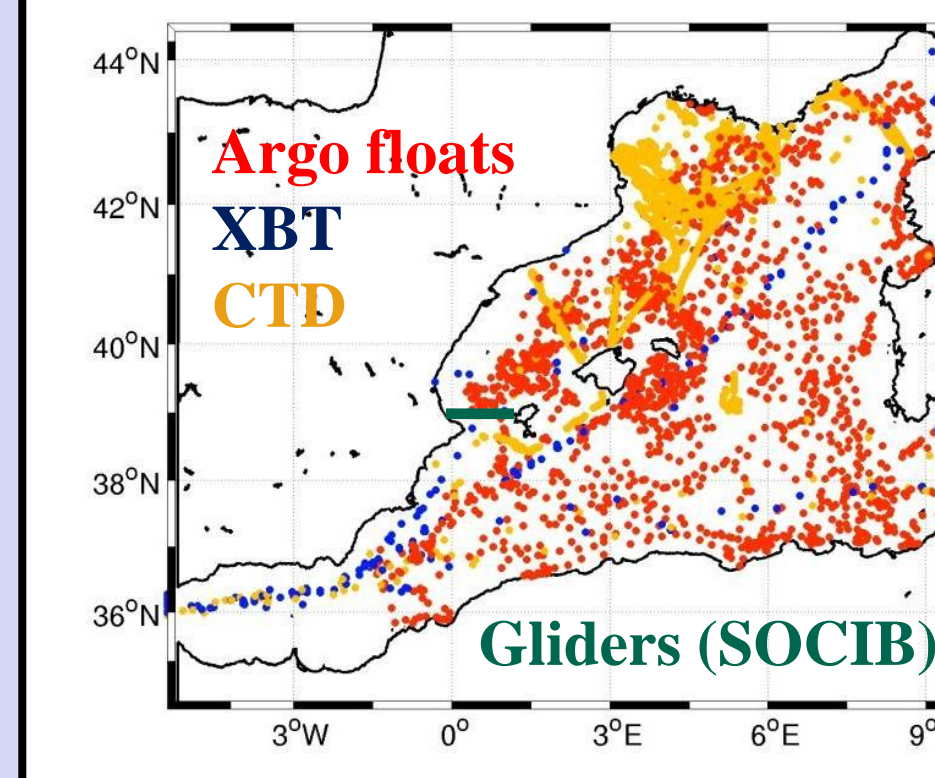 44°N
Argo floats
42°N
XBT
CTD
40°N
38°N
36°N
Gliders (SOCIB)
3°W
0°
3°E
6°E
9°